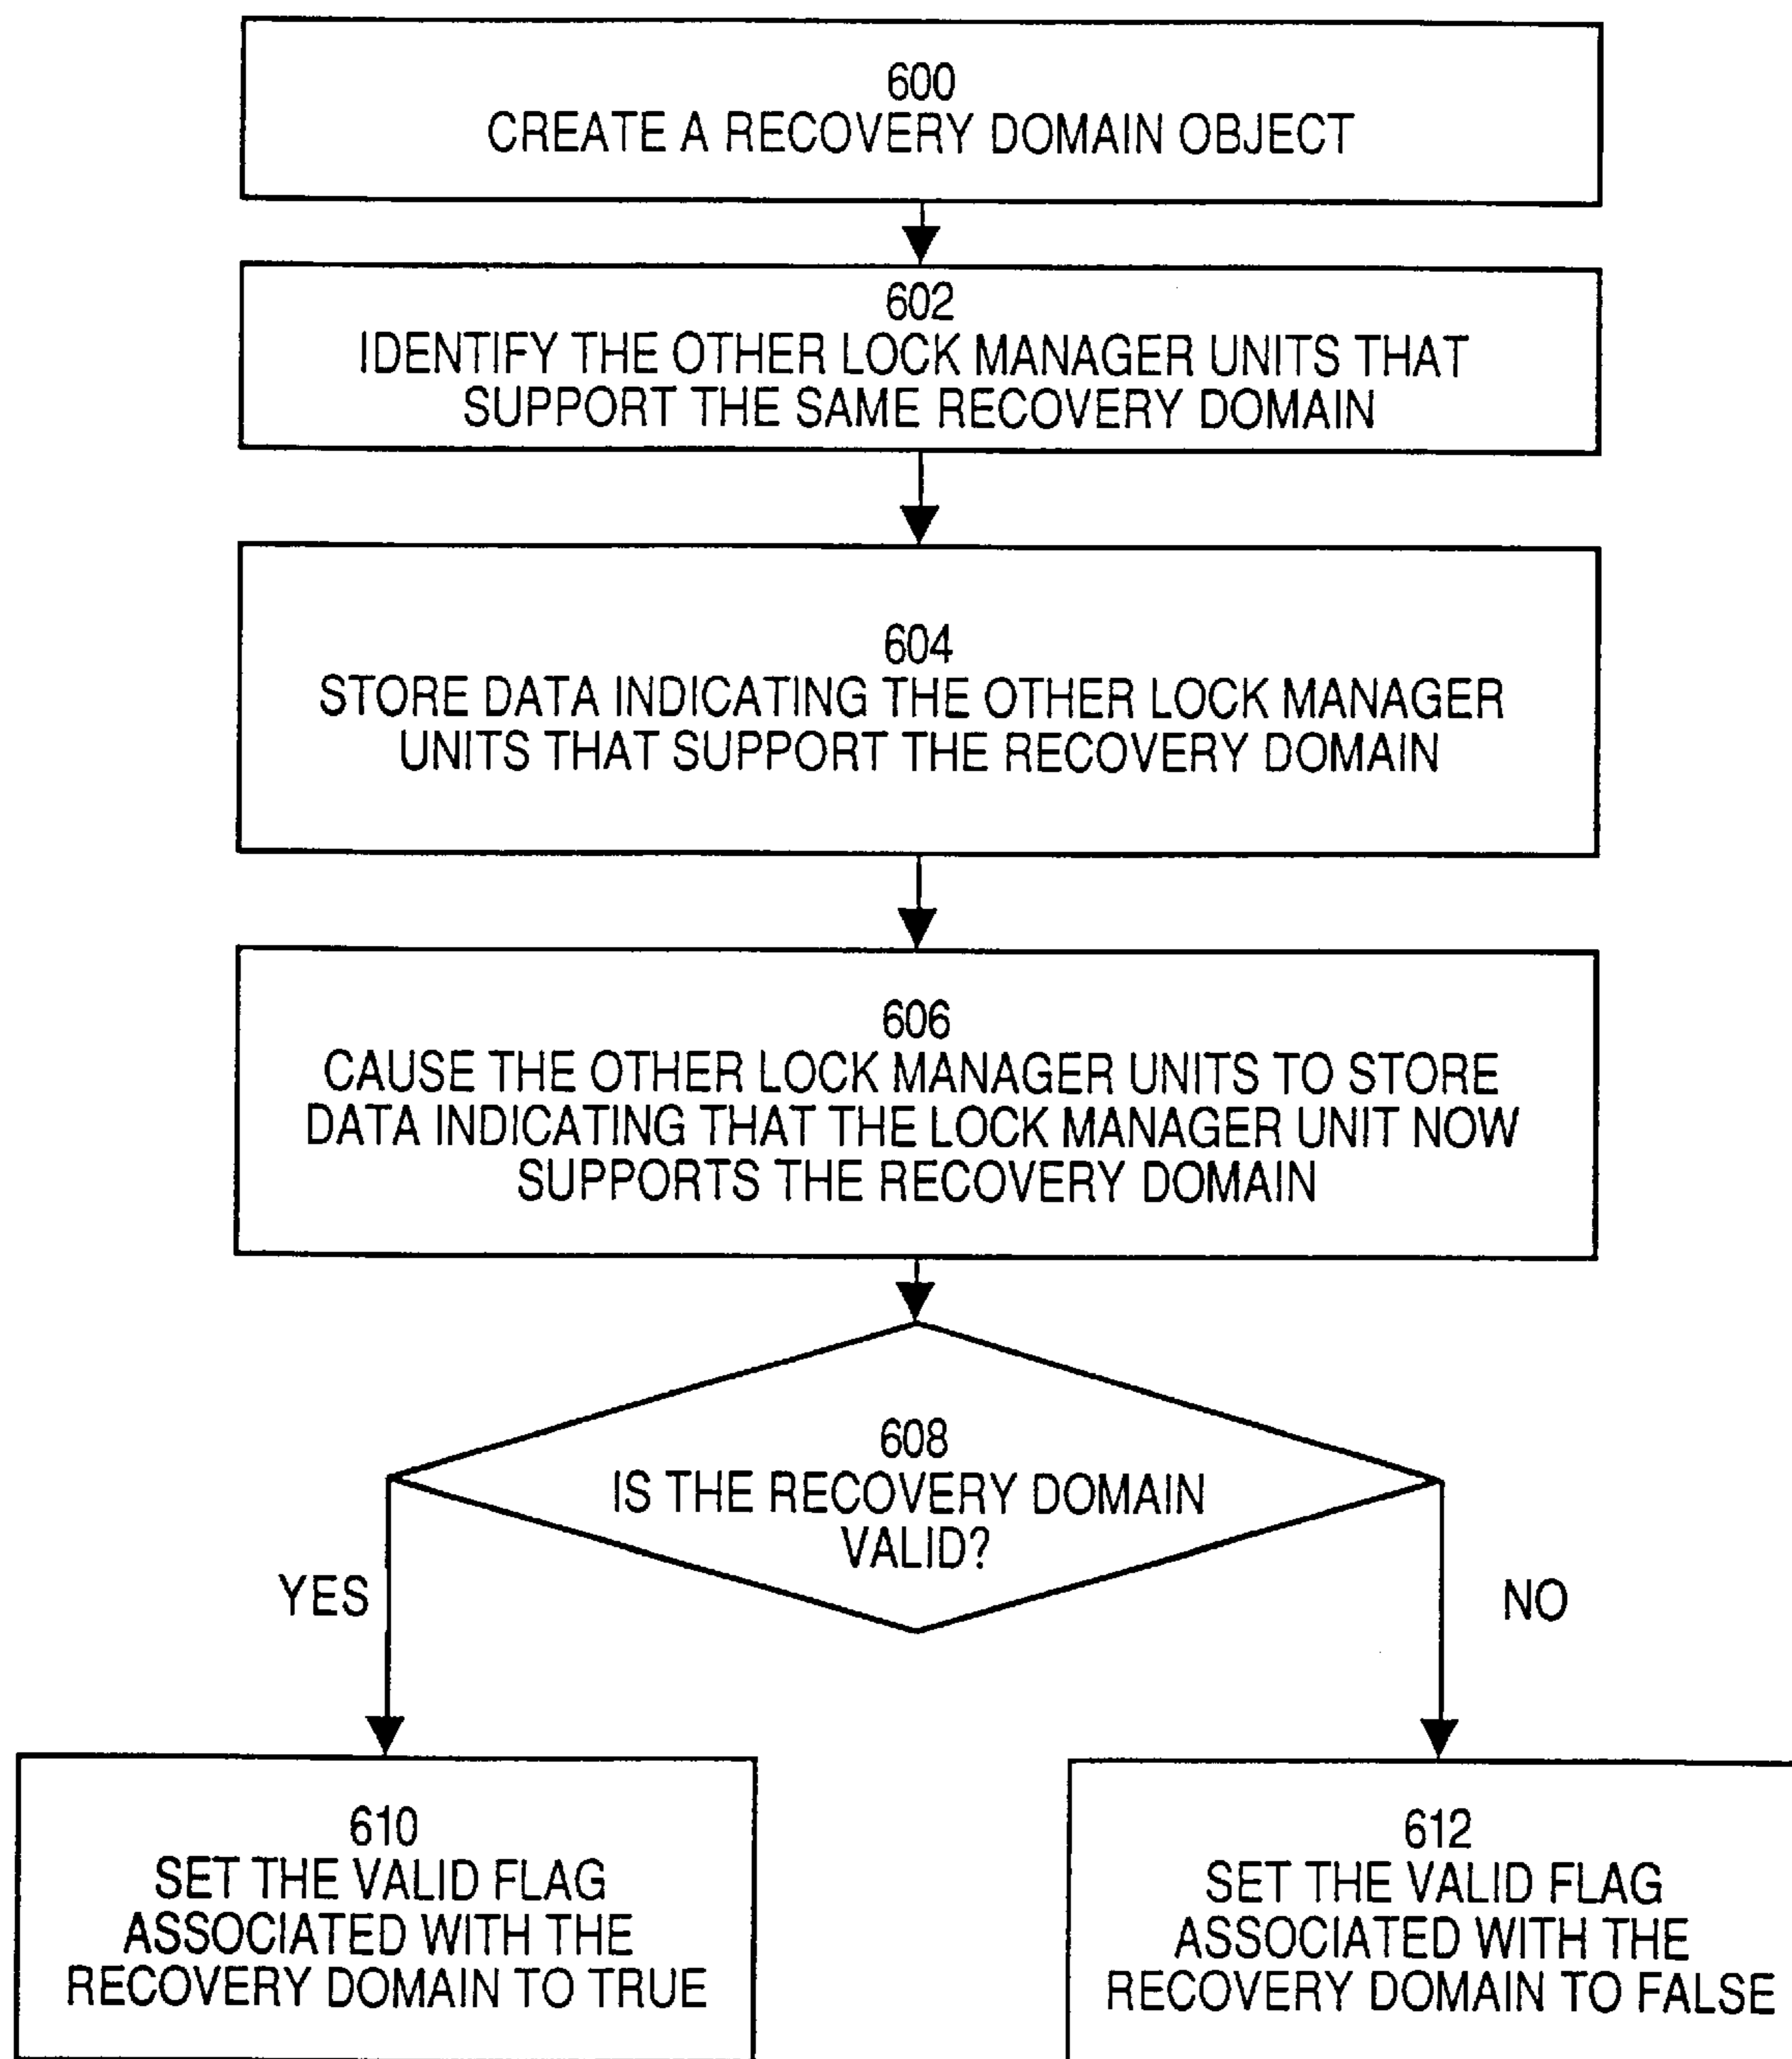 600
CREATE A RECOVERY DOMAIN OBJECT
602
IDENTIFY THE OTHER LOCK MANAGER UNITS THAT
SUPPORT THE SAME RECOVERY DOMAIN
604
STORE DATA INDICATING THE OTHER LOCK MANAGER
UNITS THAT SUPPORT THE RECOVERY DOMAIN
606
CAUSE THE OTHER LOCK MANAGER UNITS TO STORE
DATA INDICATING THAT THE LOCK MANAGER UNIT NOW
SUPPORTS THE RECOVERY DOMAIN
608
IS THE RECOVERY DOMAIN
VALID?
YES
NO
610
SET THE VALID FLAG
ASSOCIATED WITH THE
RECOVERY DOMAIN TO TRUE
612
SET THE VALID FLAG
ASSOCIATED WITH THE
RECOVERY DOMAIN TO FALSE